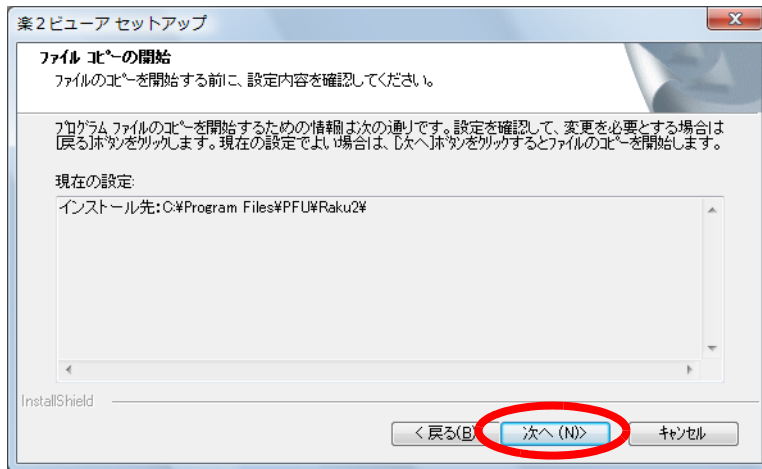 楽2ビューア セットアップ
ファイル コピーの開始
ファイルのコピーを開始する前に、設定内容を確認してください。
プログラム ファイルのコピーを開始するための情報は次の通りです。設定を確認して、変更を必要とする場合は
[戻る]ボタンをクリックします。現在の設定でよい場合は、[次へ]ボタンをクリックするとファイルのコピーを開始します。
現在の設定:
インストール先:C:¥Program Files¥PFU¥Raku2¥
InstallShield
< 戻る(B)
次へ (N)>
キャンセル